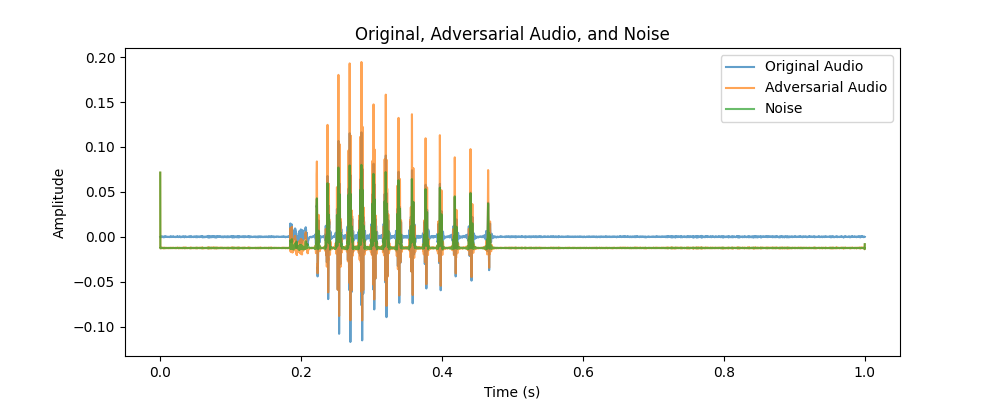 Original, Adversarial Audio, and Noise
Original Audio
Adversarial Audio
Noise
Amplitude
0.20
0.15
0.10
0.05
0.00
−0.05
−0.10
0.0 0.2 0.4 0.6 0.8 1.0
Time (s)